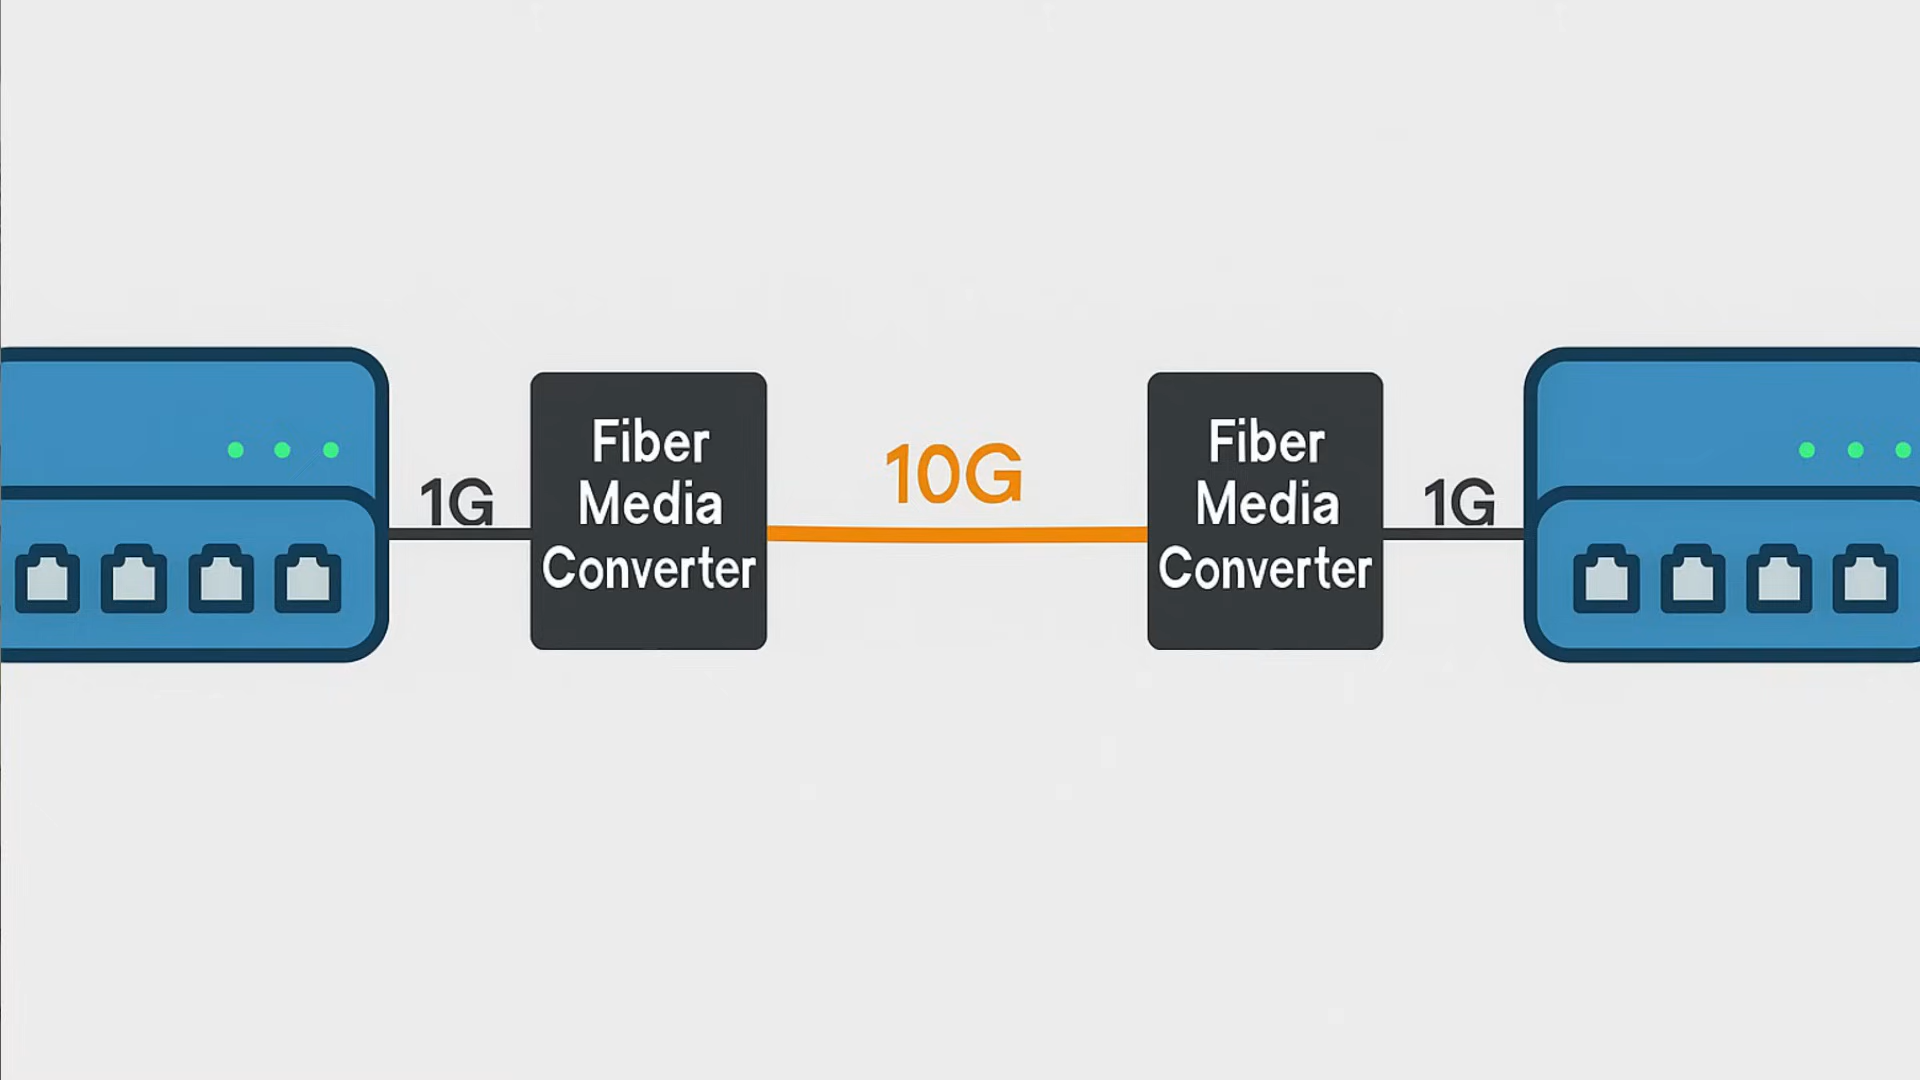 1G
Fiber
Media
Converter
10G
Fiber
Media
Converter
1G